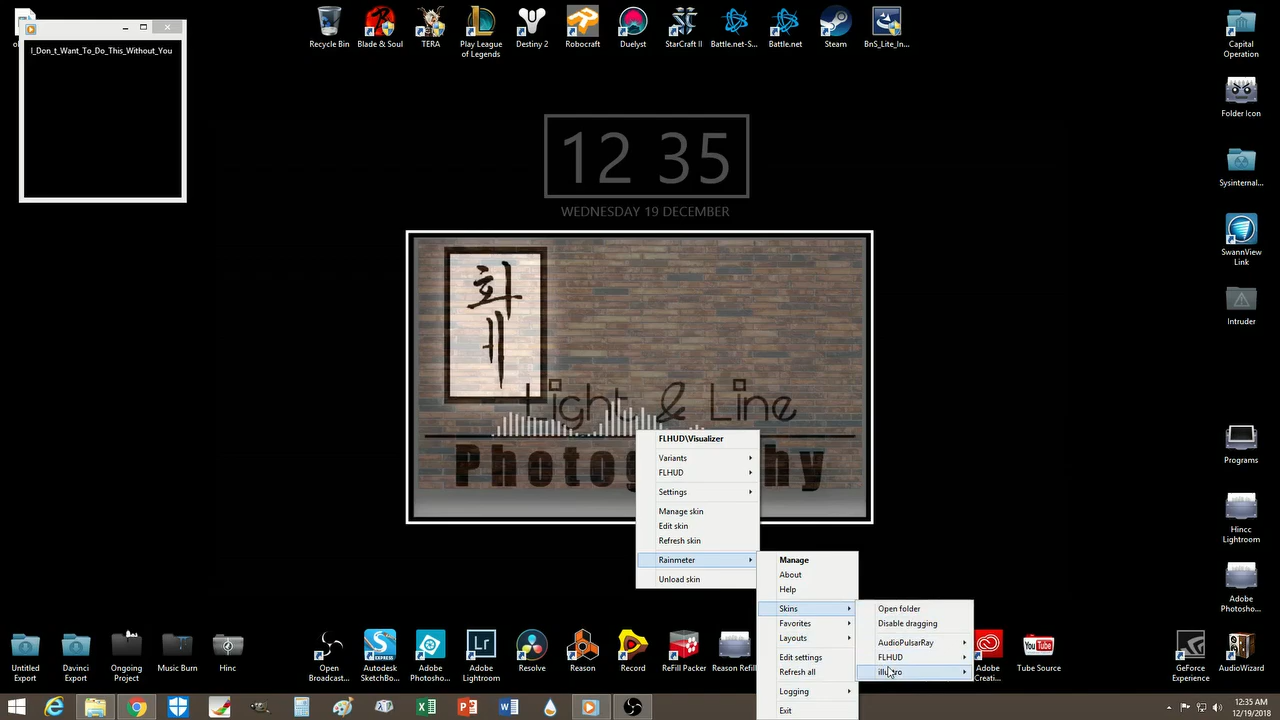 I_Don_t_Want_To_Do_This_Without_You
Recycle Bin
Blade & Soul
TERA
Play League
of Legends
Destiny 2
Robocraft
Duelyst
StarCraft II
Battle.net-S...
Battle.net
Steam
BnS_Lite_In...
Capital
Operation
Folder Icon
Sysinternal...
SwannView
Link
Intruder
Programs
Hincc
Lightroom
Adobe
Photosho...
12 35
WEDNESDAY 19 DECEMBER
화
Light & Line
FLHUD\Visualizer
Variants
FLHUD
Settings
Manage skin
Edit skin
Refresh skin
Rainmeter
Unload skin
Manage
About
Help
Skins
Favorites
Layouts
Edit settings
Refresh all
Logging
Exit
Open folder
Disable dragging
AudioPulsarRay
FLHUD
Untitled
Export
Davinci
Export
Ongoing
Project
Music Burn
Hinc
Open
Broadcast...
Autodesk
SketchBo...
Adobe
Photosho...
Adobe
Lightroom
Resolve
Reason
Record
ReFill Packer
Reason Refill
Adobe
Creati...
Tube Source
GeForce
Experience
AudioWizard
12:35 AM
12/19/2018